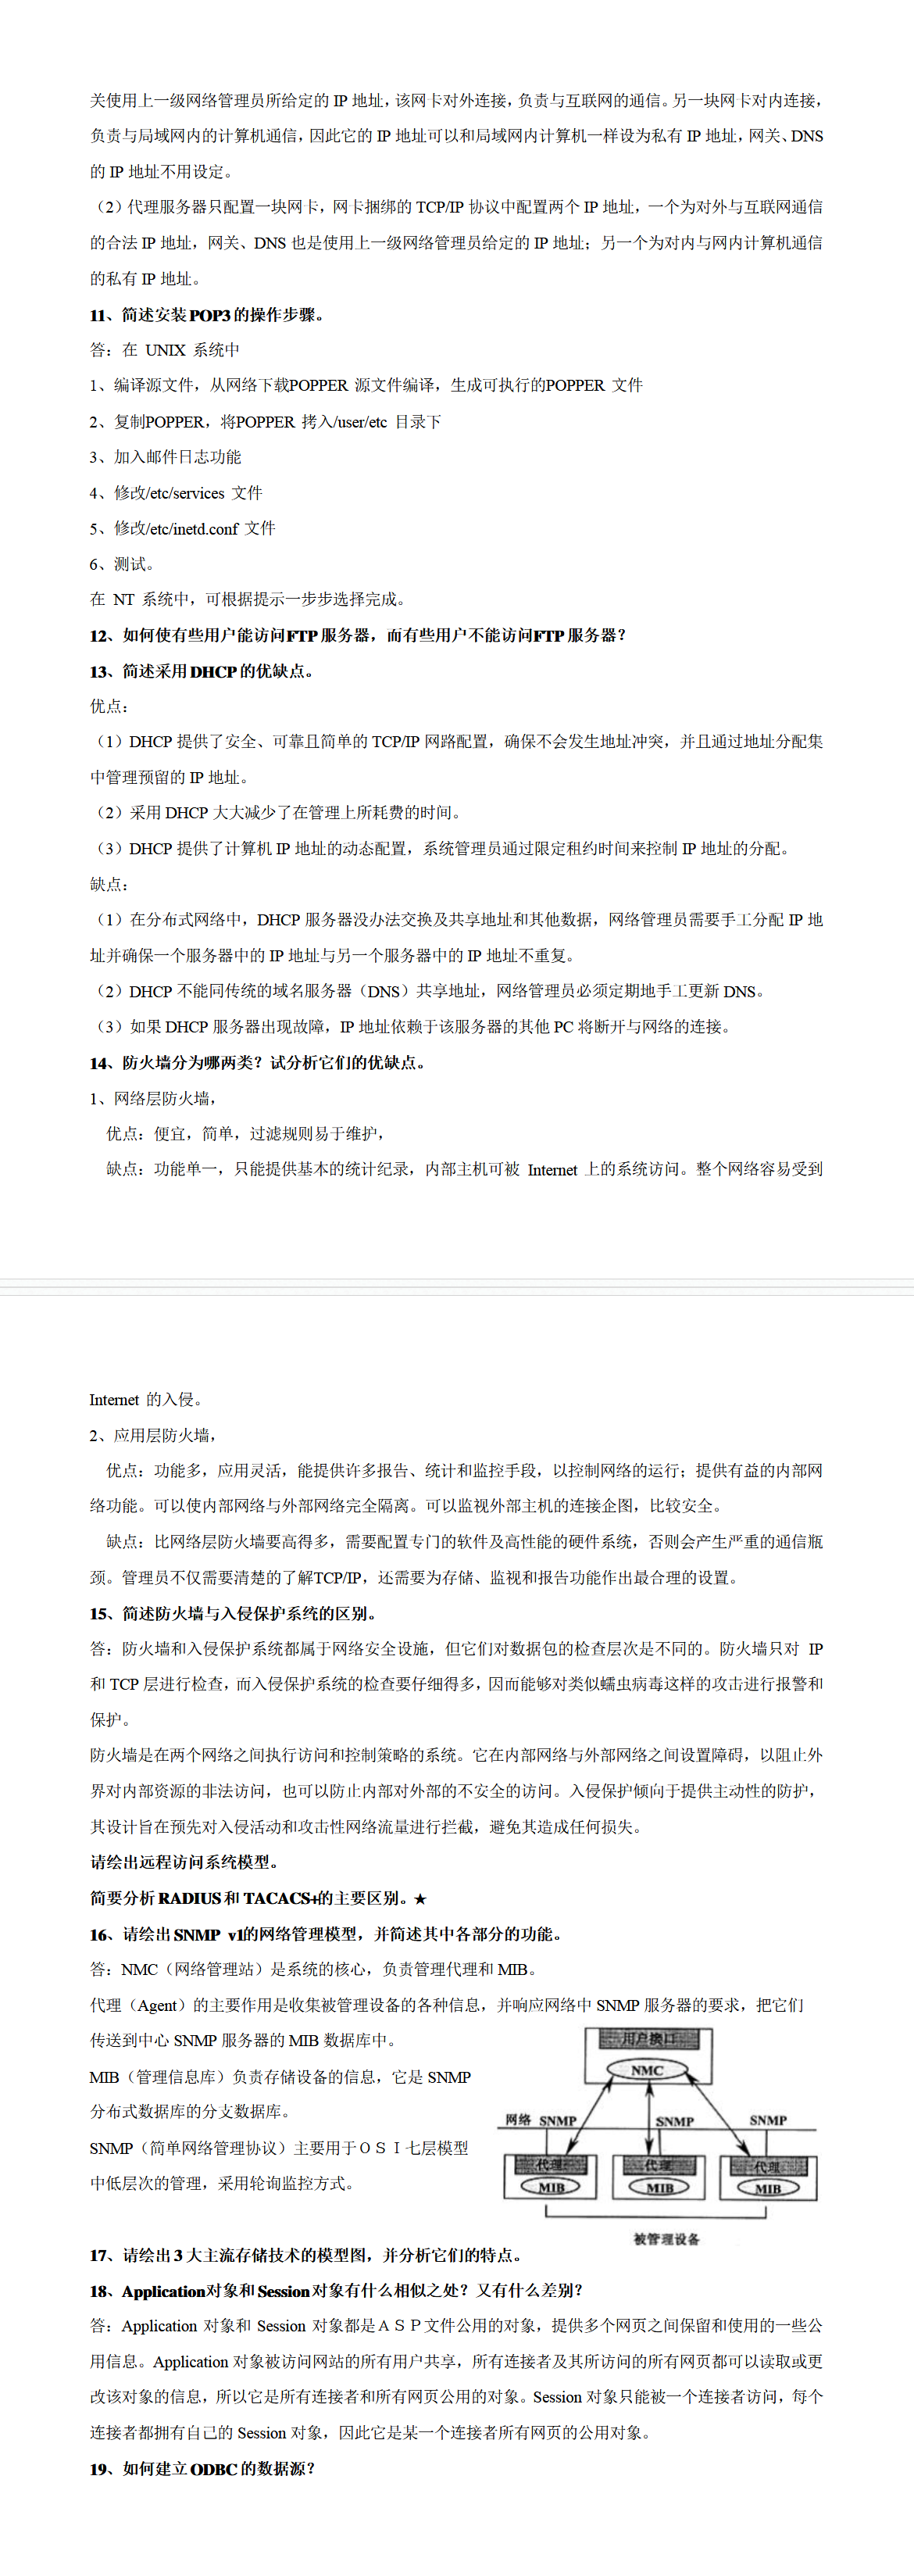 关使用上一级网络管理员所给定的 IP 地址，该网卡对外连接，负责与互联网的通信。另一块网卡对内连接，
负责与局域网内的计算机通信，因此它的 IP 地址可以和局域网内计算机一样设为私有 IP 地址，网关、DNS
的 IP 地址不用设定。
（2）代理服务器只配置一块网卡，网卡捆绑的 TCP/IP 协议中配置两个 IP 地址，一个为对外与互联网通信
的合法 IP 地址，网关、DNS 也是使用上一级网络管理员给定的 IP 地址；另一个为对内与网内计算机通信
的私有 IP 地址。
11、简述安装 POP3 的操作步骤。
答：在 UNIX 系统中
1、编译源文件，从网络下载POPPER 源文件编译，生成可执行的POPPER 文件
2、复制POPPER，将POPPER 拷入/user/etc 目录下
3、加入邮件日志功能
4、修改/etc/services 文件
5、修改/etc/inetd.conf 文件
6、测试。
在 NT 系统中，可根据提示一步步选择完成。
12、如何使有些用户能访问FTP 服务器，而有些用户不能访问FTP 服务器？
13、简述采用 DHCP 的优缺点。
优点：
（1）DHCP 提供了安全、可靠且简单的 TCP/IP 网路配置，确保不会发生地址冲突，并且通过地址分配集
中管理预留的 IP 地址。
（2）采用 DHCP 大大减少了在管理上所耗费的时间。
（3）DHCP 提供了计算机 IP 地址的动态配置，系统管理员通过限定租约时间来控制 IP 地址的分配。
缺点：
（1）在分布式网络中，DHCP 服务器没办法交换及共享地址和其他数据，网络管理员需要手工分配 IP 地
址并确保一个服务器中的 IP 地址与另一个服务器中的 IP 地址不重复。
（2）DHCP 不能同传统的域名服务器（DNS）共享地址，网络管理员必须定期地手工更新 DNS。
（3）如果 DHCP 服务器出现故障，IP 地址依赖于该服务器的其他 PC 将断开与网络的连接。
14、防火墙分为哪两类？试分析它们的优缺点。
1、网络层防火墙，
优点：便宜，简单，过滤规则易于维护，
缺点：功能单一，只能提供基本的统计纪录，内部主机可被 Internet 上的系统访问。整个网络容易受到
Internet 的入侵。
2、应用层防火墙，
优点：功能多，应用灵活，能提供许多报告、统计和监控手段，以控制网络的运行；提供有益的内部网
络功能。可以使内部网络与外部网络完全隔离。可以监视外部主机的连接企图，比较安全。
缺点：比网络层防火墙要高得多，需要配置专门的软件及高性能的硬件系统，否则会产生严重的通信瓶
颈。管理员不仅需要清楚的了解TCP/IP，还需要为存储、监视和报告功能作出最合理的设置。
15、简述防火墙与入侵保护系统的区别。
答：防火墙和入侵保护系统都属于网络安全设施，但它们对数据包的检查层次是不同的。防火墙只对 IP
和 TCP 层进行检查，而入侵保护系统的检查要仔细得多，因而能够对类似蠕虫病毒这样的攻击进行报警和
保护。
防火墙是在两个网络之间执行访问和控制策略的系统。它在内部网络与外部网络之间设置障碍，以阻止外
界对内部资源的非法访问，也可以防止内部对外部的不安全的访问。入侵保护倾向于提供主动性的防护，
其设计旨在预先对入侵活动和攻击性网络流量进行拦截，避免其造成任何损失。
请绘出远程访问系统模型。
简要分析 RADIUS 和 TACACS+的主要区别。★
16、请绘出 SNMP v1的网络管理模型，并简述其中各部分的功能。
答：NMC（网络管理站）是系统的核心，负责管理代理和 MIB。
代理（Agent）的主要作用是收集被管理设备的各种信息，并响应网络中 SNMP 服务器的要求，把它们
传送到中心 SNMP 服务器的 MIB 数据库中。
MIB（管理信息库）负责存储设备的信息，它是 SNMP
分布式数据库的分支数据库。
SNMP（简单网络管理协议）主要用于ＯＳＩ七层模型
中低层次的管理，采用轮询监控方式。
用户接口
NMC
网络 SNMP SNMP SNMP
代理 代理 代理
MIB MIB MIB
被管理设备
17、请绘出 3 大主流存储技术的模型图，并分析它们的特点。
18、Application对象和 Session 对象有什么相似之处？又有什么差别？
答：Application 对象和 Session 对象都是ＡＳＰ文件公用的对象，提供多个网页之间保留和使用的一些公
用信息。Application 对象被访问网站的所有用户共享，所有连接者及其所访问的所有网页都可以读取或更
改该对象的信息，所以它是所有连接者和所有网页公用的对象。Session 对象只能被一个连接者访问，每个
连接者都拥有自己的 Session 对象，因此它是某一个连接者所有网页的公用对象。
19、如何建立 ODBC 的数据源？